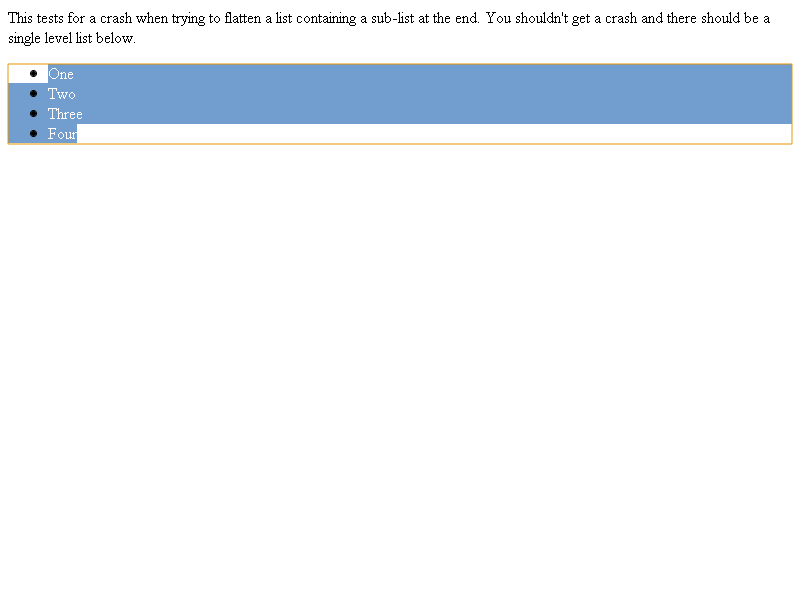 This tests for a crash when trying to flatten a list containing a sub-list at the end. You shouldn't get a crash and there should be a
single level list below.
One
Two
Three
Four